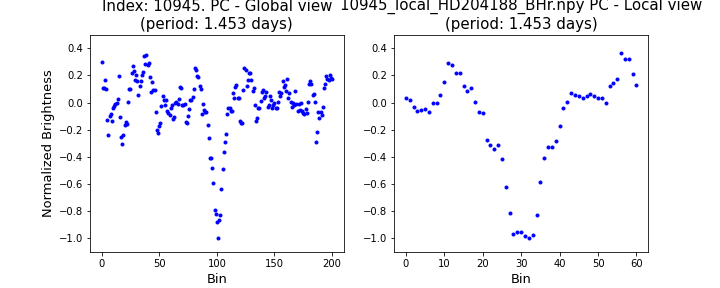 Index: 10945. PC - Global view
(period: 1.453 days)
10945_local_HD204188_BHr.npy PC - Local view
(period: 1.453 days)
Normalized Brightness
0.4
0.2
0.0
−0.2
−0.4
−0.6
−0.8
−1.0
0 50 100 150 200
Bin
0.4
0.2
0.0
−0.2
−0.4
−0.6
−0.8
−1.0
0 10 20 30 40 50 60
Bin